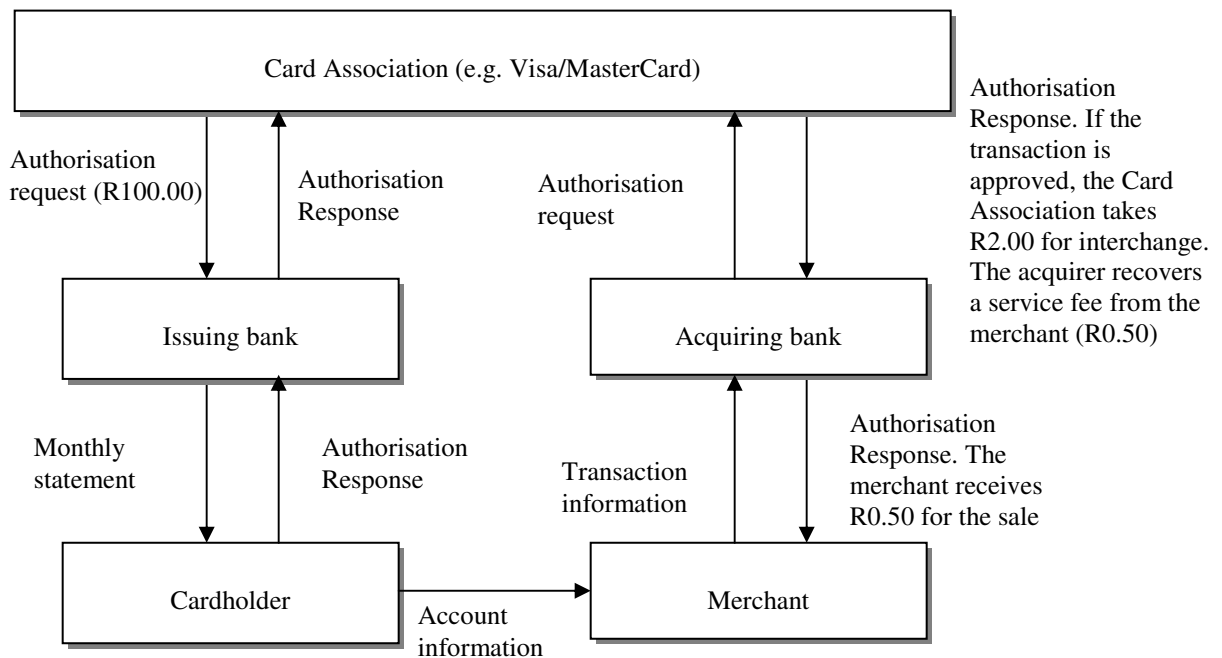 Card Association (e.g. Visa/MasterCard)
Authorisation
request (R100.00)
Authorisation
Response
Authorisation
request
Authorisation
Response. If the
transaction is
approved, the Card
Association takes
R2.00 for interchange.
The acquirer recovers
a service fee from the
merchant (R0.50)
Issuing bank
Acquiring bank
Monthly
statement
Authorisation
Response
Transaction
information
Authorisation
Response. The
merchant receives
R0.50 for the sale
Cardholder
Account
information
Merchant